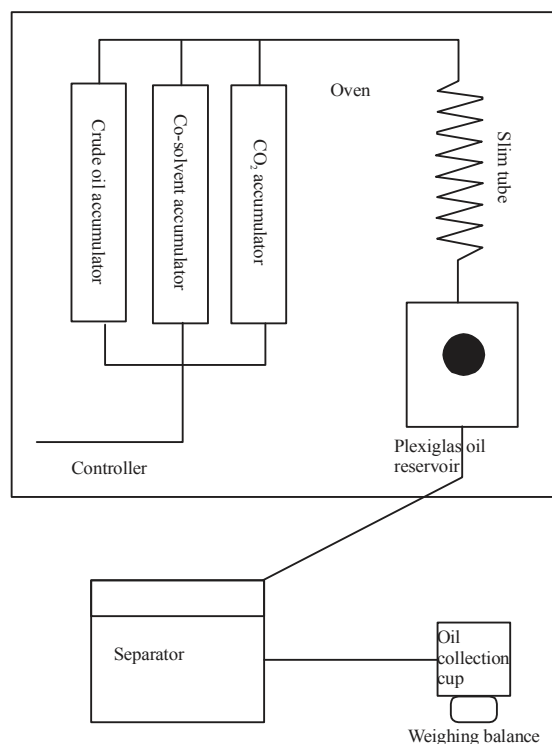 Oven
Crude oil
accumulator
Co-solvent accumulator
CO₂ accumulator
Slim tube
Plexiglas oil
reservoir
Controller
Separator
Oil
collection
cup
Weighing balance